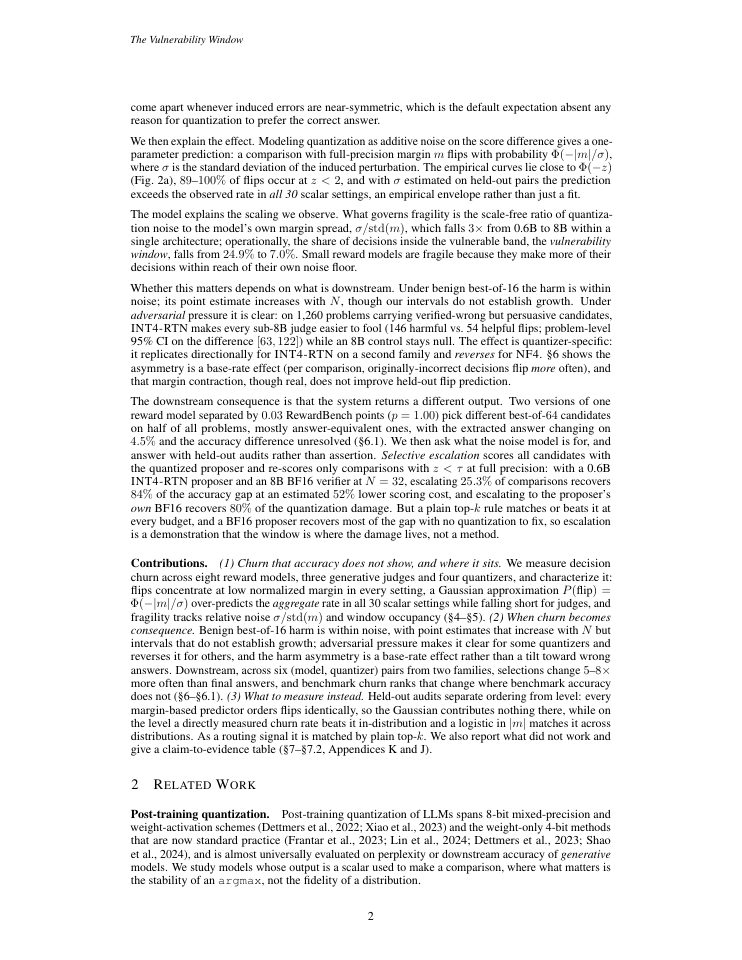 The Vulnerability Window
come apart whenever induced errors are near-symmetric, which is the default expectation absent any
reason for quantization to prefer the correct answer.
We then explain the effect. Modeling quantization as additive noise on the score difference gives a one-
parameter prediction: a comparison with full-precision margin m flips with probability Φ(−|m|/σ),
where σ is the standard deviation of the induced perturbation. The empirical curves lie close to Φ(−z)
(Fig. 2a), 89–100% of flips occur at z < 2, and with σ estimated on held-out pairs the prediction
exceeds the observed rate in all 30 scalar settings, an empirical envelope rather than just a fit.
The model explains the scaling we observe. What governs fragility is the scale-free ratio of quantiza-
tion noise to the model's own margin spread, σ/std(m), which falls 3× from 0.6B to 8B within a
single architecture; operationally, the share of decisions inside the vulnerable band, the vulnerability
window, falls from 24.9% to 7.0%. Small reward models are fragile because they make more of their
decisions within reach of their own noise floor.
Whether this matters depends on what is downstream. Under benign best-of-16 the harm is within
noise; its point estimate increases with N, though our intervals do not establish growth. Under
adversarial pressure it is clear: on 1,260 problems carrying verified-wrong but persuasive candidates,
INT4-RTN makes every sub-8B judge easier to fool (146 harmful vs. 54 helpful flips; problem-level
95% CI on the difference [63, 122]) while an 8B control stays null. The effect is quantizer-specific:
it replicates directionally for INT4-RTN on a second family and reverses for NF4. §6 shows the
asymmetry is a base-rate effect (per comparison, originally-incorrect decisions flip more often), and
that margin contraction, though real, does not improve held-out flip prediction.
The downstream consequence is that the system returns a different output. Two versions of one
reward model separated by 0.03 RewardBench points (p = 1.00) pick different best-of-64 candidates
on half of all problems, mostly answer-equivalent ones, with the extracted answer changing on
4.5% and the accuracy difference unresolved (§6.1). We then ask what the noise model is for, and
answer with held-out audits rather than assertion. Selective escalation scores all candidates with
the quantized proposer and re-scores only comparisons with z < τ at full precision: with a 0.6B
INT4-RTN proposer and an 8B BF16 verifier at N = 32, escalating 25.3% of comparisons recovers
84% of the accuracy gap at an estimated 52% lower scoring cost, and escalating to the proposer's
own BF16 recovers 80% of the quantization damage. But a plain top-k rule matches or beats it at
every budget, and a BF16 proposer recovers most of the gap with no quantization to fix, so escalation
is a demonstration that the window is where the damage lives, not a method.
Contributions. (1) Churn that accuracy does not show, and where it sits. We measure decision
churn across eight reward models, three generative judges and four quantizers, and characterize it:
flips concentrate at low normalized margin in every setting, a Gaussian approximation P(flip) =
Φ(−|m|/σ) over-predicts the aggregate rate in all 30 scalar settings while falling short for judges, and
fragility tracks relative noise σ/std(m) and window occupancy (§4–§5). (2) When churn becomes
consequence. Benign best-of-16 harm is within noise, with point estimates that increase with N but
intervals that do not establish growth; adversarial pressure makes it clear for some quantizers and
reverses it for others, and the harm asymmetry is a base-rate effect rather than a tilt toward wrong
answers. Downstream, across six (model, quantizer) pairs from two families, selections change 5–8×
more often than final answers, and benchmark churn ranks that change where benchmark accuracy
does not (§6–§6.1). (3) What to measure instead. Held-out audits separate ordering from level: every
margin-based predictor orders flips identically, so the Gaussian contributes nothing there, while on
the level a directly measured churn rate beats it in-distribution and a logistic in |m| matches it across
distributions. As a routing signal it is matched by plain top-k. We also report what did not work and
give a claim-to-evidence table (§7–§7.2, Appendices K and J).
2 RELATED WORK
Post-training quantization. Post-training quantization of LLMs spans 8-bit mixed-precision and
weight-activation schemes (Dettmers et al., 2022; Xiao et al., 2023) and the weight-only 4-bit methods
that are now standard practice (Frantar et al., 2023; Lin et al., 2024; Dettmers et al., 2023; Shao
et al., 2024), and is almost universally evaluated on perplexity or downstream accuracy of generative
models. We study models whose output is a scalar used to make a comparison, where what matters is
the stability of an argmax, not the fidelity of a distribution.
2